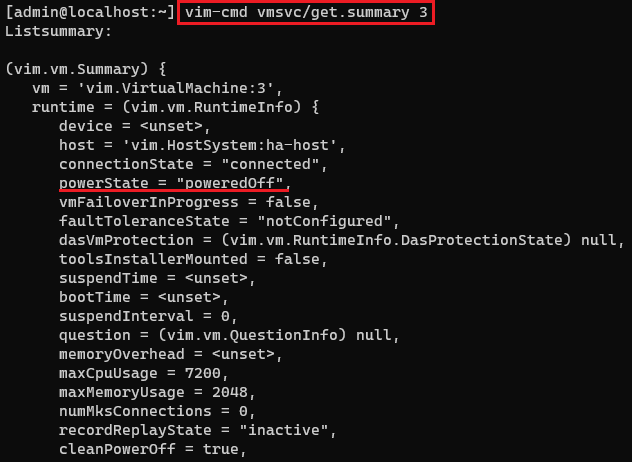 [admin@localhost:~] vim-cmd vmsvc/get.summary 3
Listsummary:

(vim.vm.Summary) {
   vm = 'vim.VirtualMachine:3',
   runtime = (vim.vm.RuntimeInfo) {
      device = <unset>,
      host = 'vim.HostSystem:ha-host',
      connectionState = "connected",
      powerState = "poweredOff",
      vmFailoverInProgress = false,
      faultToleranceState = "notConfigured",
      dasVmProtection = (vim.vm.RuntimeInfo.DasProtectionState) null,
      toolsInstallerMounted = false,
      suspendTime = <unset>,
      bootTime = <unset>,
      suspendInterval = 0,
      question = (vim.vm.QuestionInfo) null,
      memoryOverhead = <unset>,
      maxCpuUsage = 7200,
      maxMemoryUsage = 2048,
      numMksConnections = 0,
      recordReplayState = "inactive",
      cleanPowerOff = true,